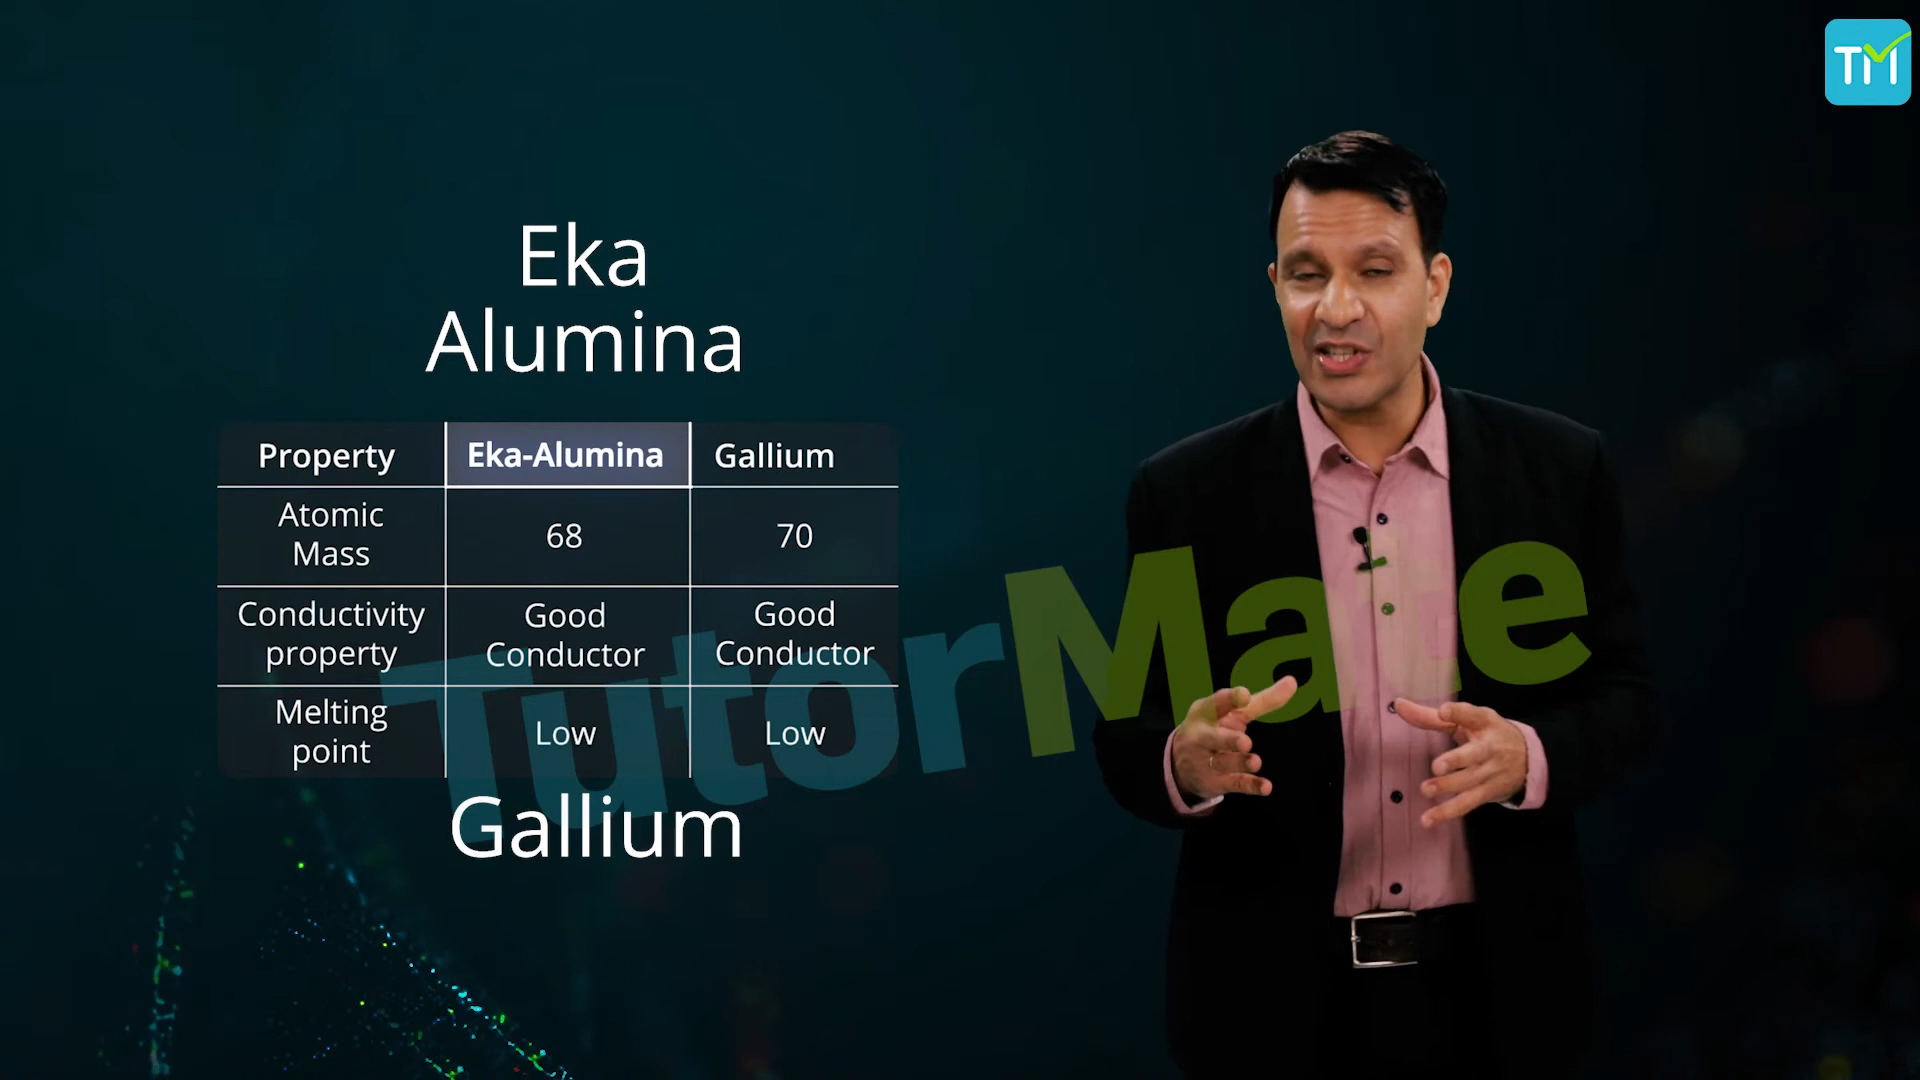 TM
Eka
Alumina
Property Eka-Alumina Gallium
Atomic
Mass
68 70
Conductivity
property
Good
Conductor
Good
Conductor
Melting
point
Low Low
Gallium
TutorMate